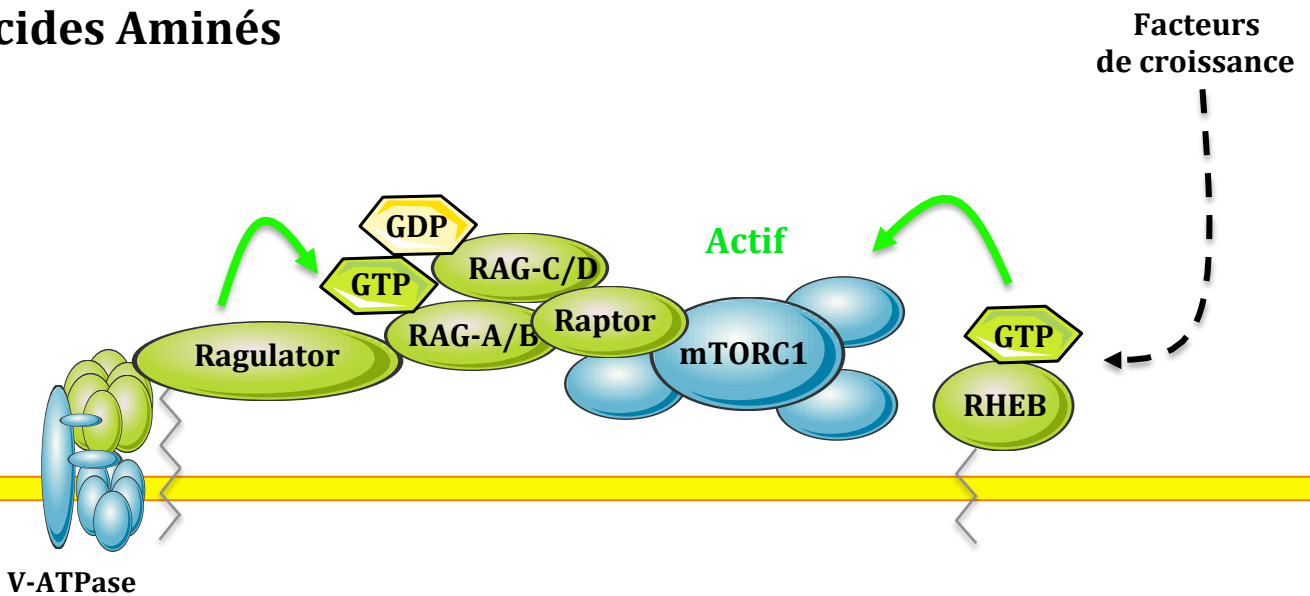 cides Aminés
Facteurs
de croissance
GDP
Actif
RAG-C/D
GTP
Raptor
GTP
RAG-A/B
Ragulator
mTORC1
RHEB
V-ATPase